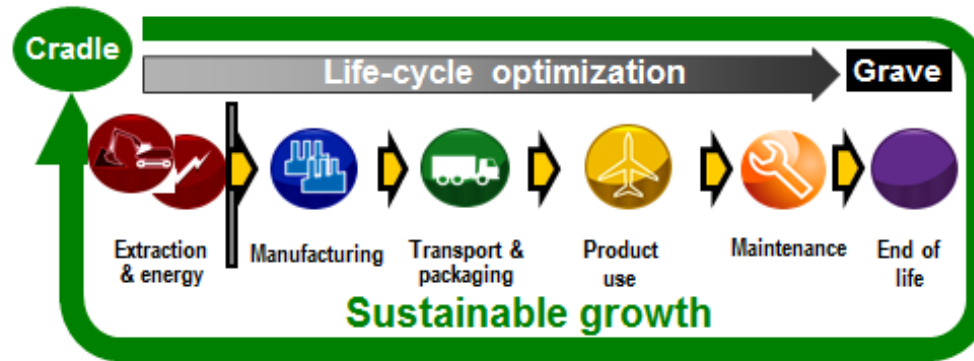 Cradle
Life-cycle optimization
Grave
Extraction
& energy
Manufacturing
Transport &
packaging
Product
use
Maintenance
End of
life
Sustainable growth